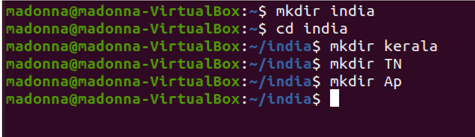 madonna@madonna-VirtualBox:~$ mkdir india
madonna@madonna-VirtualBox:~$ cd india
madonna@madonna-VirtualBox:~/india$ mkdir kerala
madonna@madonna-VirtualBox:~/india$ mkdir TN
madonna@madonna-VirtualBox:~/india$ mkdir Ap
madonna@madonna-VirtualBox:~/india$